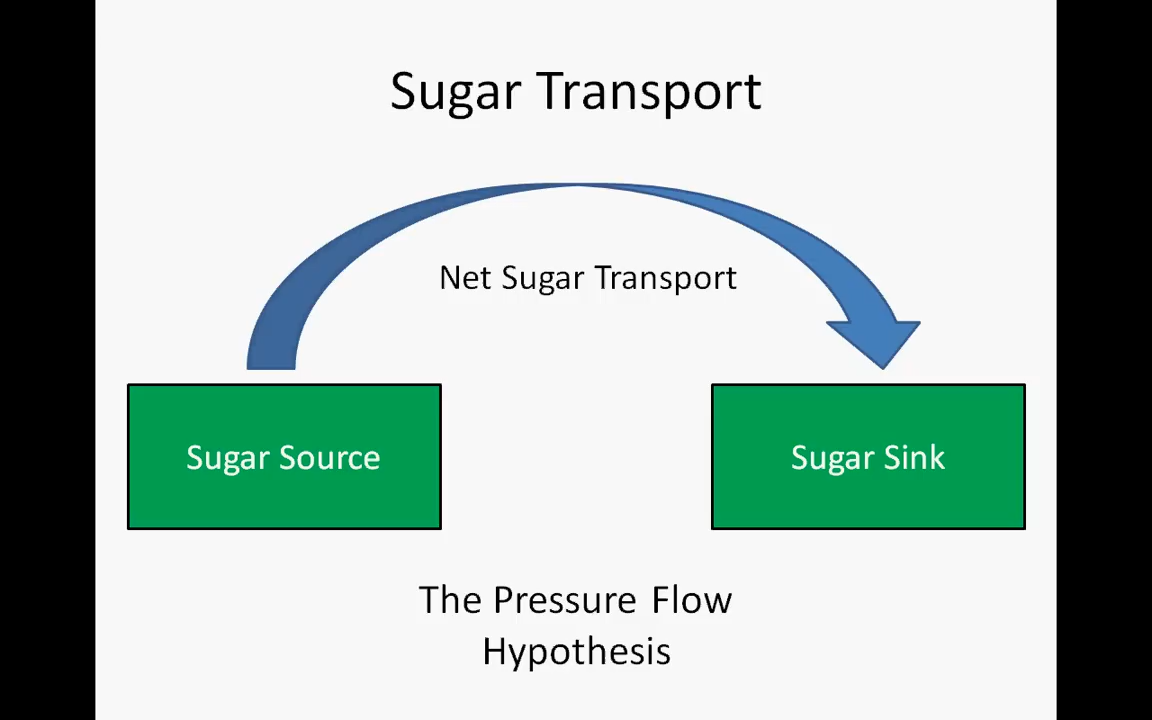 Sugar Transport
Net Sugar Transport
Sugar Source
Sugar Sink
The Pressure Flow
Hypothesis